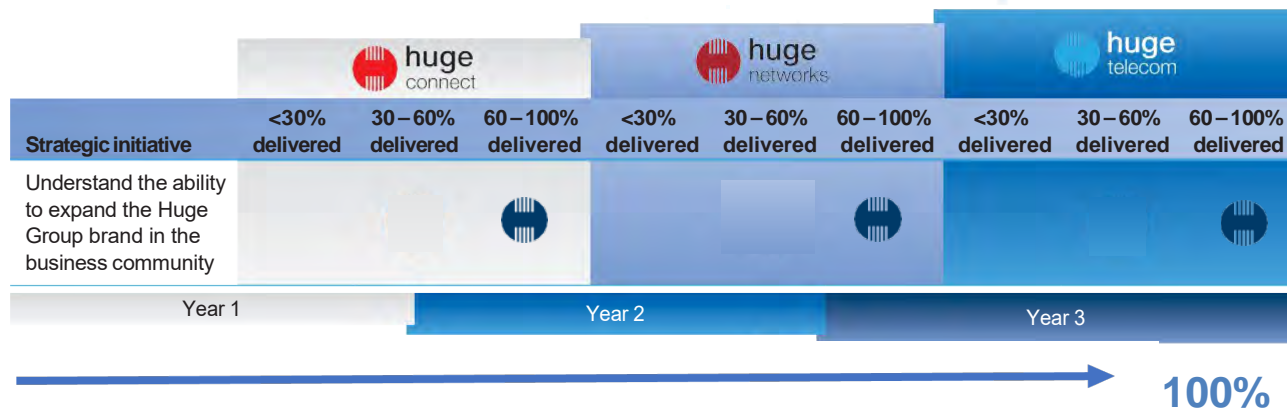 huge
connect
huge
networks
huge
telecom
Strategic initiative
<30%
delivered
30–60%
delivered
60–100%
delivered
<30%
delivered
30–60%
delivered
60–100%
delivered
<30%
delivered
30–60%
delivered
60–100%
delivered
Understand the ability
to expand the Huge
Group brand in the
business community
Year 1
Year 2
Year 3
100%